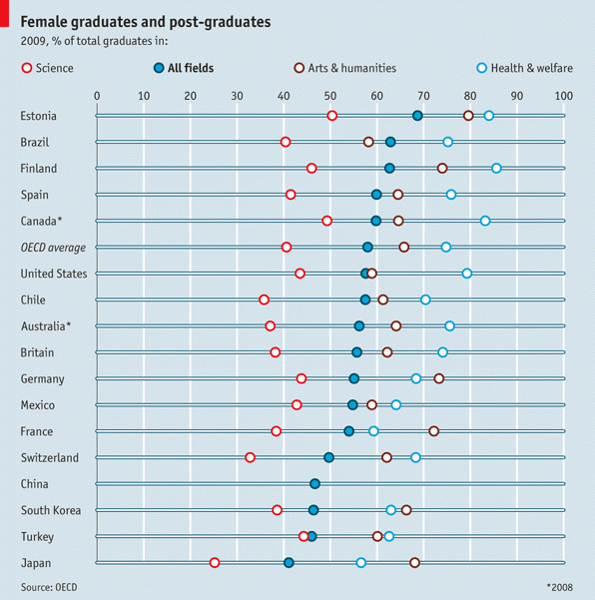 Female graduates and post-graduates
2009, % of total graduates in:
Science All fields Arts & humanities Health & welfare
0 10 20 30 40 50 60 70 80 90 100
Estonia
Brazil
Finland
Spain
Canada*
OECD average
United States
Chile
Australia*
Britain
Germany
Mexico
France
Switzerland
China
South Korea
Turkey
Japan
Source: OECD *2008